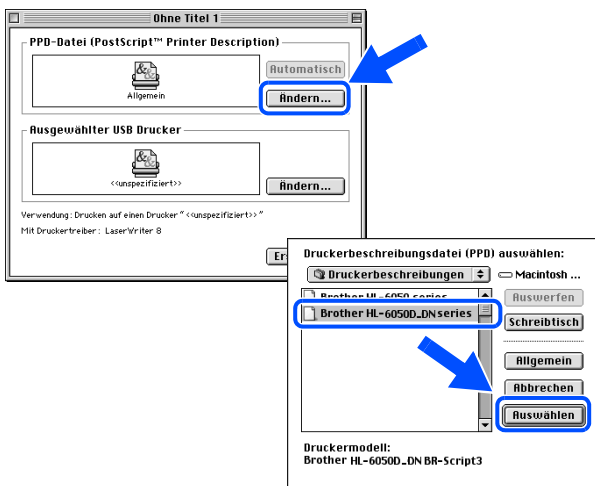 Ohne Titel 1
PPD-Datei (PostScript™ Printer Description)
Allgemein
Automatisch
Ändern...
Ausgewählter USB Drucker
<<unspezifiziert>>
Ändern...
Verwendung: Drucken auf einen Drucker "<<unspezifiziert>>"
Mit Druckertreiber: LaserWriter 8
Druckerbeschreibungsdatei (PPD) auswählen:
Druckerbeschreibungen
Macintosh ...
Brother HL-6050 series
Brother HL-6050D_DN series
Auswerfen
Schreibtisch
Allgemein
Abbrechen
Auswählen
Druckermodell:
Brother HL-6050D_DN BR-Script3